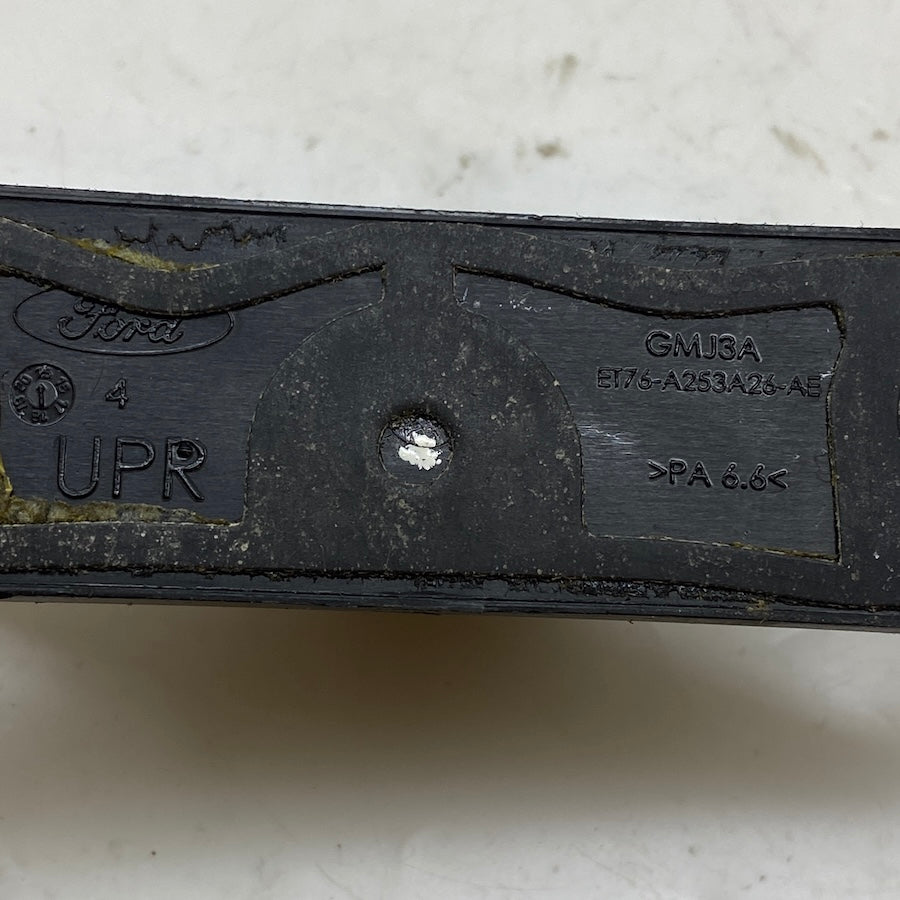 Ford
4
UPR
GMJ3A
ET76-A253A26-AE
>PA 6.6<